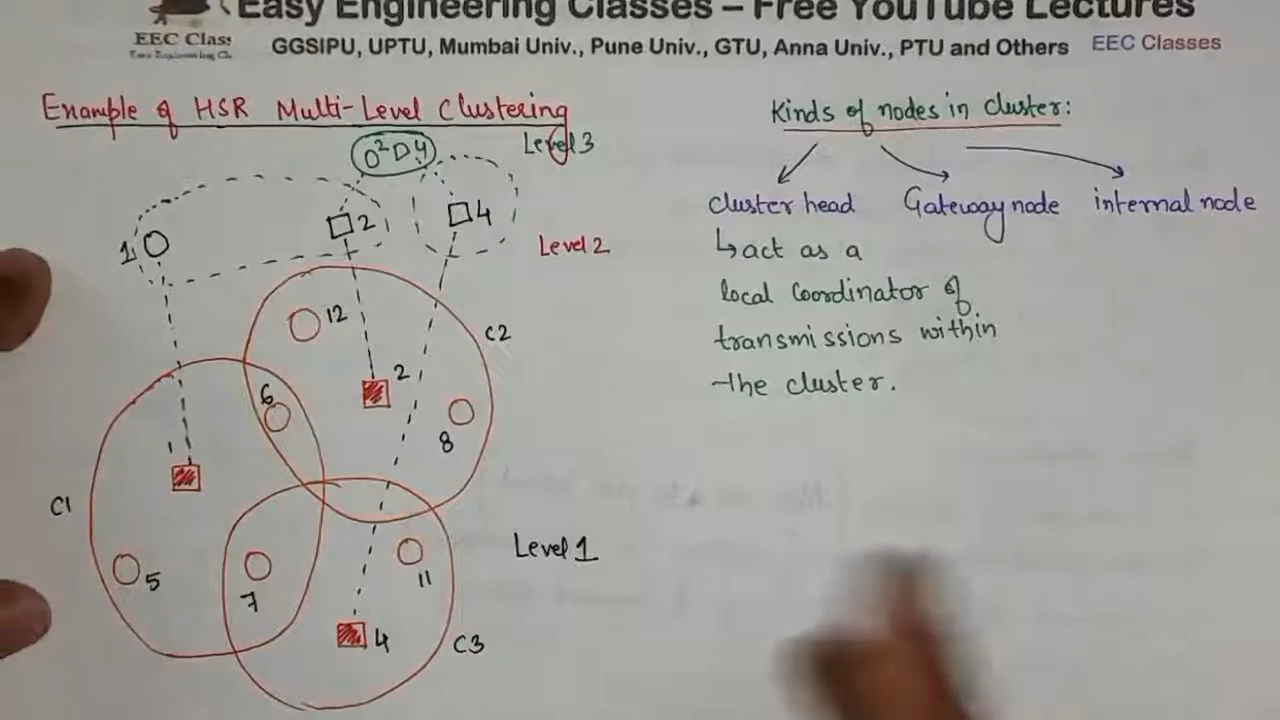 Easy Engineering Classes – Free YouTube Lectures
EEC Class
GGSIPU, UPTU, Mumbai Univ., Pune Univ., GTU, Anna Univ., PTU and Others
EEC Classes
Example of HSR Multi-Level Clustering
Level 3
2 4
1 2 4
Level 2
12
C2
2
6
8
1
C1
Level 1
5
7
11
4
C3
Kinds of nodes in cluster:
cluster head Gateway node internal node
↳act as a
local coordinator of
transmissions within
the cluster.